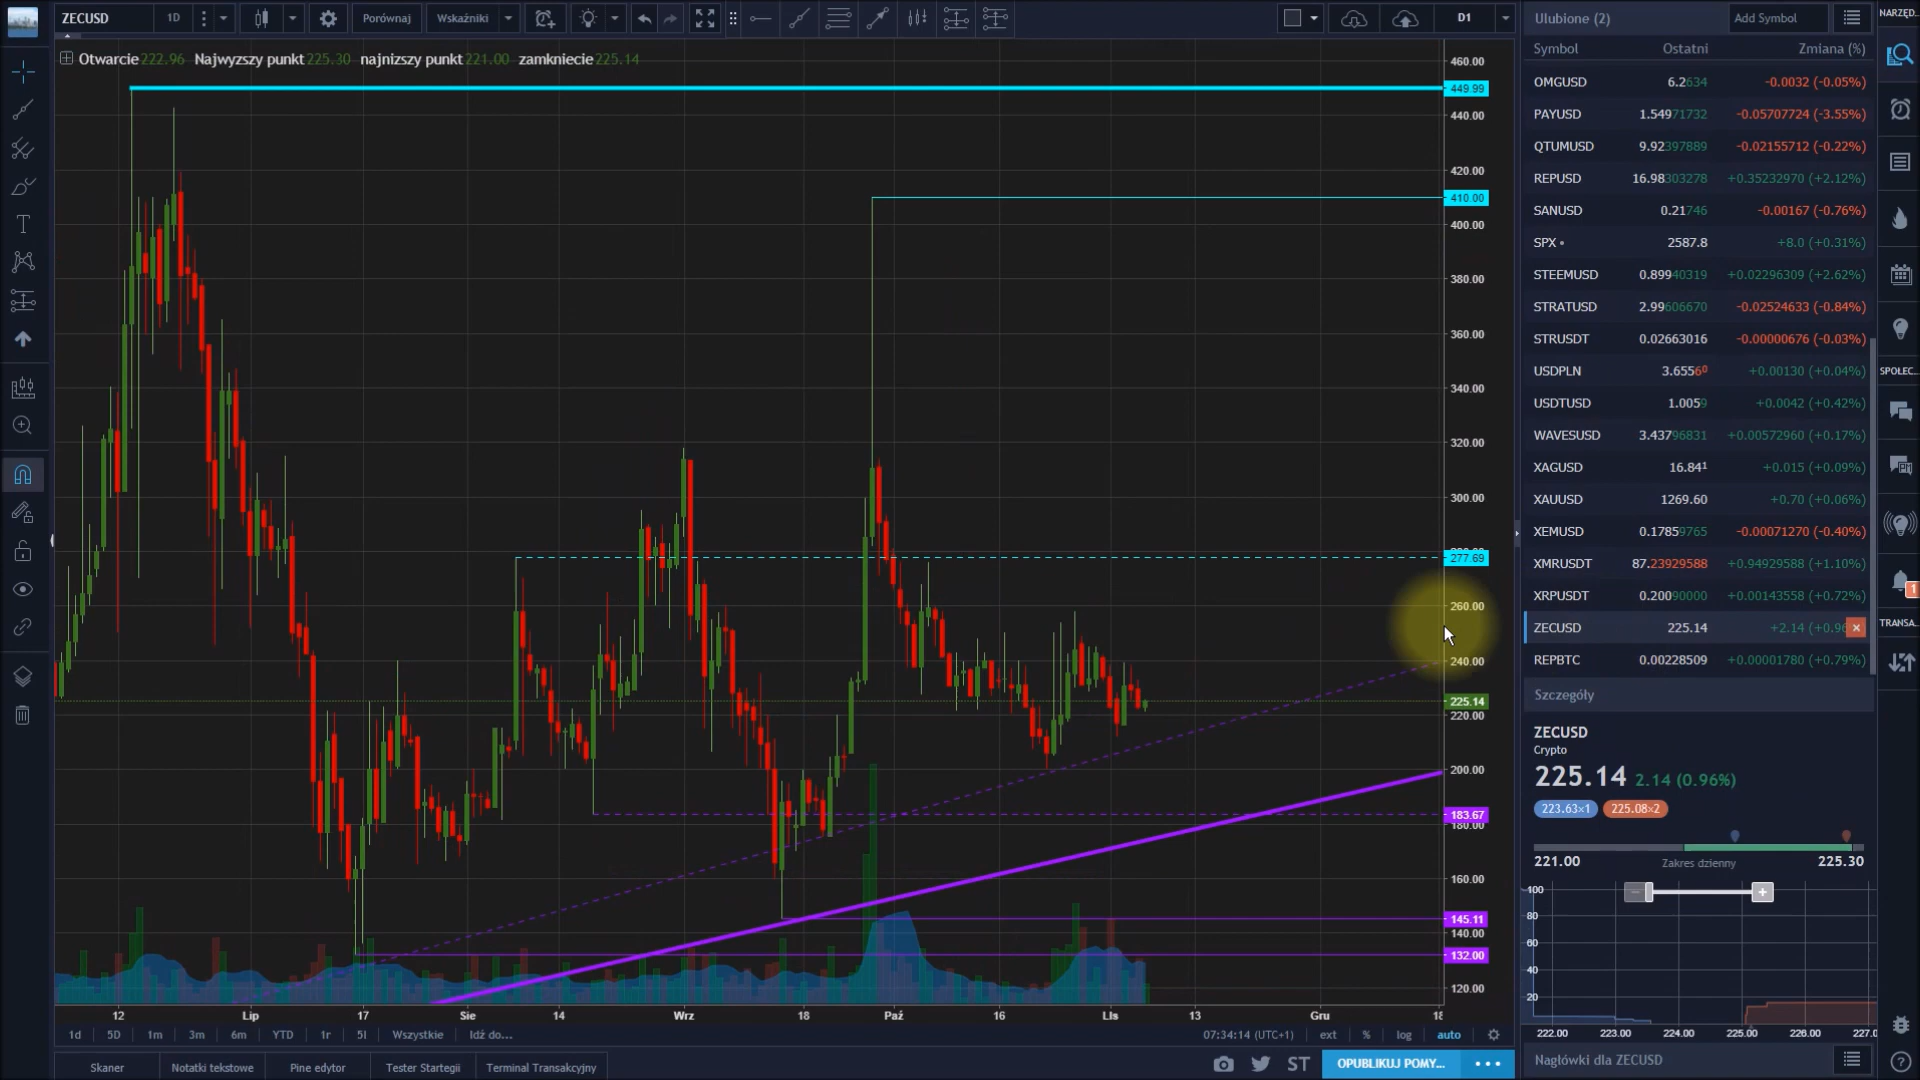 ZECUSD 1D Porównaj Wskaźniki D1
Otwarcie 222.96 Najwyzszy punkt 225.30 najnizszy punkt 221.00 zamkniecie 225.14
460.00
449.99
440.00
420.00
410.00
400.00
380.00
360.00
340.00
320.00
300.00
277.69
260.00
240.00
225.14
220.00
200.00
183.67
180.00
160.00
145.11
140.00
132.00
120.00
12 Lip 17 Sie 14 Wrz 18 Paź 16 Lis 13 Gru 18
1d 5D 1m 3m 6m YTD 1r 5l Wszystkie Idź do... 07:34:14 (UTC+1) ext % log auto
Skaner Notatki tekstowe Pine edytor Tester Startegii Terminal Transakcyjny ST OPUBLIKUJ POMY...
Ulubione (2) Add Symbol
Symbol Ostatni Zmiana (%)
OMGUSD 6.2634 -0.0032 (-0.05%)
PAYUSD 1.54971732 -0.05707724 (-3.55%)
QTUMUSD 9.92397889 -0.02155712 (-0.22%)
REPUSD 16.98303278 +0.35232970 (+2.12%)
SANUSD 0.21746 -0.00167 (-0.76%)
SPX 2587.8 +8.0 (+0.31%)
STEEMUSD 0.89940319 +0.02296309 (+2.62%)
STRATUSD 2.99606670 -0.02524633 (-0.84%)
STRUSDT 0.02663016 -0.00000676 (-0.03%)
USDPLN 3.65560 +0.00130 (+0.04%)
USDTUSD 1.0059 +0.0042 (+0.42%)
WAVESUSD 3.43796831 +0.00572960 (+0.17%)
XAGUSD 16.841 +0.015 (+0.09%)
XAUUSD 1269.60 +0.70 (+0.06%)
XEMUSD 0.17859765 -0.00071270 (-0.40%)
XMRUSDT 87.23929588 +0.94929588 (+1.10%)
XRPUSDT 0.20090000 +0.00143558 (+0.72%)
ZECUSD 225.14 +2.14 (+0.96
REPBTC 0.00228509 +0.00001780 (+0.79%)
Szczegóły
ZECUSD
Crypto
225.14 2.14 (0.96%)
223.63×1 225.08×2
221.00 Zakres dzienny 225.30
100
80
60
40
20
222.00 223.00 224.00 225.00 226.00 227.0
Nagłówki dla ZECUSD
NARZĘD.
SPOŁEC..
1
TRANSA..